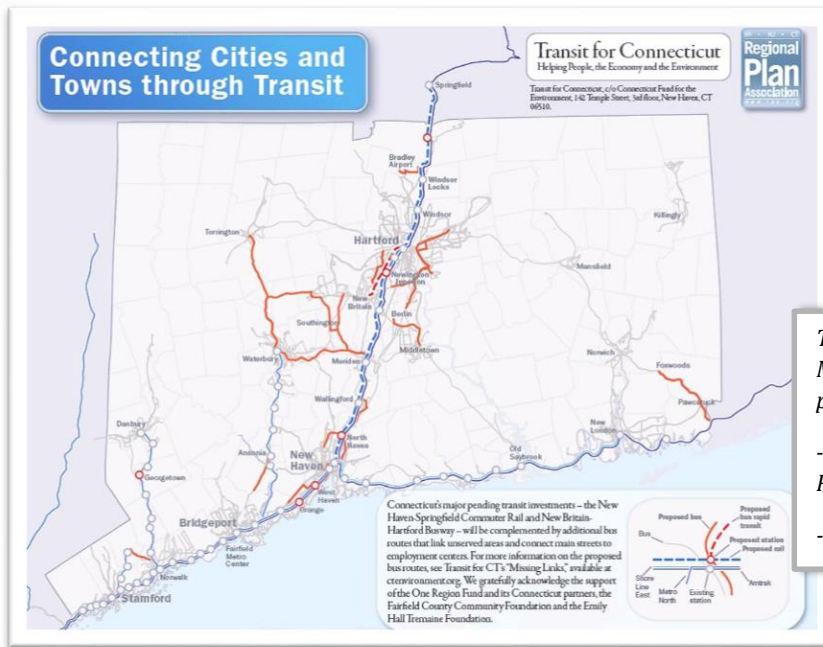 Connecting Cities and
Towns through Transit
Transit for Connecticut
Helping People, the Economy and the Environment
Transit for Connecticut, c/o Connecticut Fund for the
Environment, 142 Temple Street, 3rd floor, New Haven, CT
06510.
Regional
Plan
Association
Springfield
Bradley
Airport
Windsor
Locks
Windsor
Torrington
Killingly
Hartford
Newington
Junction
Mansfield
New
Britain
Berlin
Southington
Middletown
Waterbury
Meriden
Norwich
Foxwoods
Wallingford
Pawcatuck
Danbury
North
Haven
New
London
Ansonia
New
Haven
Old
Saybrook
Georgetown
West
Haven
Orange
Bridgeport
Fairfield
Metro
Center
Norwalk
Stamford
Connecticut's major pending transit investments – the New
Haven-Springfield Commuter Rail and New Britain-
Hartford Busway – will be complemented by additional bus
routes that link unserved areas and connect main streets to
employment centers. For more information on the proposed
bus routes, see Transit for CT's "Missing Links," available at
ctenvironment.org. We gratefully acknowledge the support
of the One Region Fund and its Connecticut partners, the
Fairfield County Community Foundation and the Emily
Hall Tremaine Foundation.
Proposed bus
Proposed
bus rapid
transit
Bus
Proposed station
Proposed rail
Shore
Line
East
Metro
North
Existing
station
Amtrak